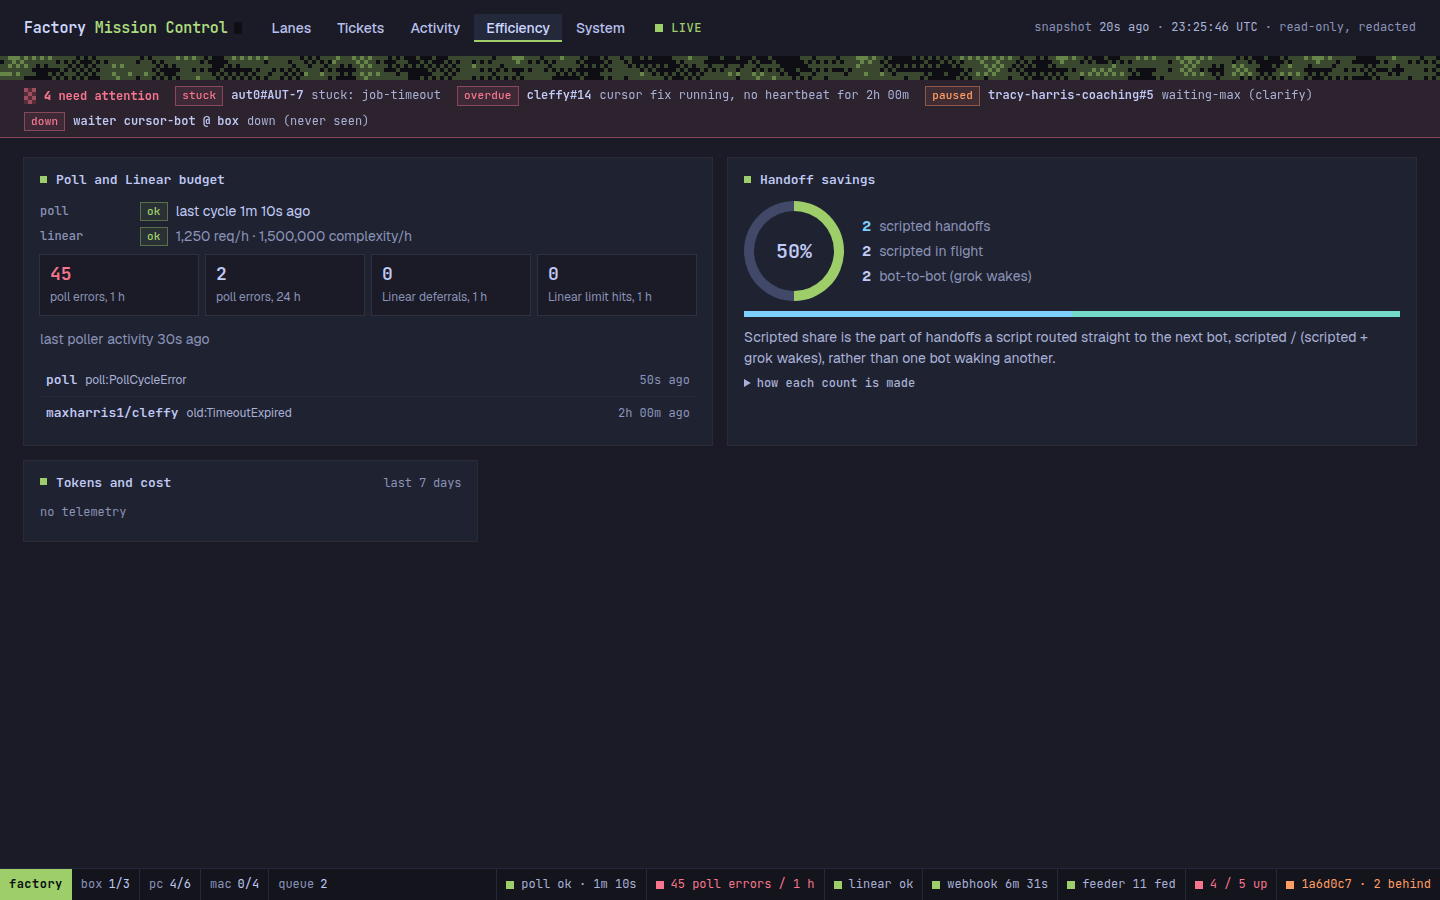 Factory Mission Control Lanes Tickets Activity Efficiency System LIVE snapshot 20s ago · 23:25:46 UTC · read-only, redacted
4 need attention stuck aut0#AUT-7 stuck: job-timeout overdue cleffy#14 cursor fix running, no heartbeat for 2h 00m paused tracy-harris-coaching#5 waiting-max (clarify)
down waiter cursor-bot @ box down (never seen)
Poll and Linear budget
poll ok last cycle 1m 10s ago
linear ok 1,250 req/h · 1,500,000 complexity/h
45 2 0 0
poll errors, 1 h poll errors, 24 h Linear deferrals, 1 h Linear limit hits, 1 h
last poller activity 30s ago
poll poll:PollCycleError 50s ago
maxharris1/cleffy old:TimeoutExpired 2h 00m ago
Handoff savings
50%
2 scripted handoffs
2 scripted in flight
2 bot-to-bot (grok wakes)
Scripted share is the part of handoffs a script routed straight to the next bot, scripted / (scripted +
grok wakes), rather than one bot waking another.
how each count is made
Tokens and cost last 7 days
no telemetry
factory box 1/3 pc 4/6 mac 0/4 queue 2 poll ok · 1m 10s 45 poll errors / 1 h linear ok webhook 6m 31s feeder 11 fed 4 / 5 up 1a6d0c7 · 2 behind